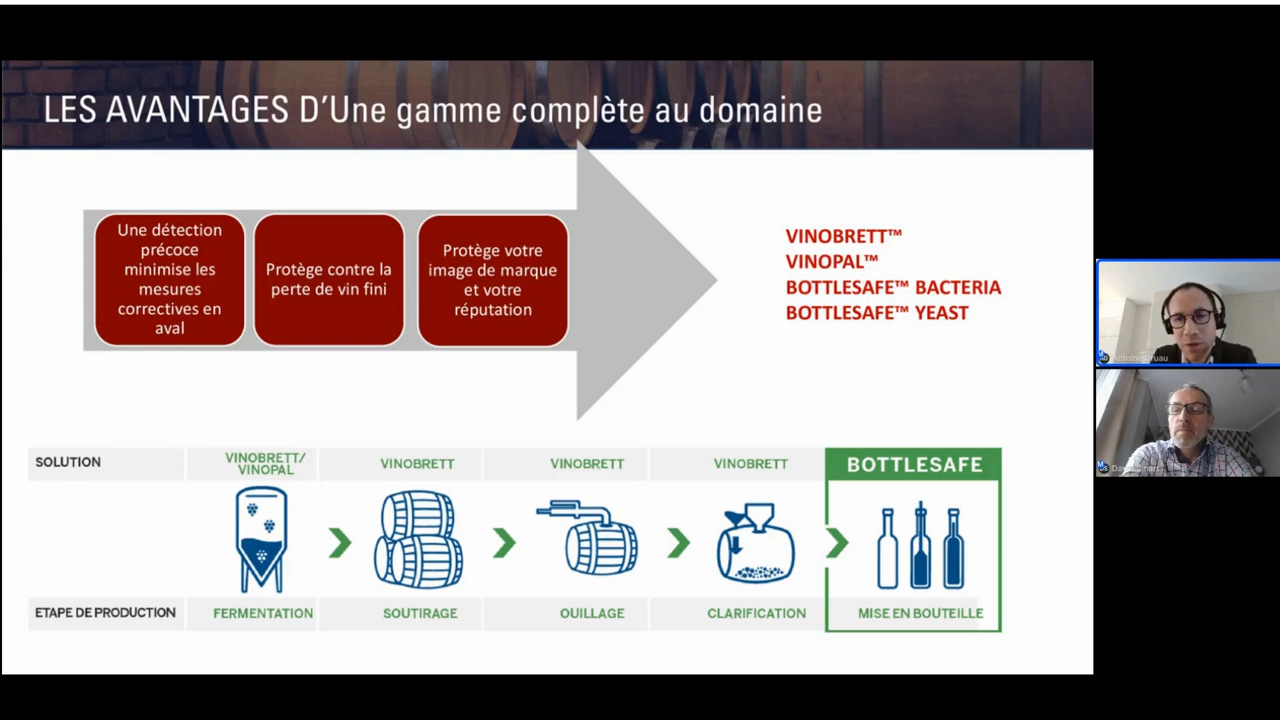 LES AVANTAGES D'Une gamme complète au domaine
Une détection
précoce
minimise les
mesures
correctives en
aval
Protège contre la
perte de vin fini
Protège votre
image de marque
et votre
réputation
VINOBRETT™
VINOPAL™
BOTTLESAFE™ BACTERIA
BOTTLESAFE™ YEAST
SOLUTION
VINOBRETT/
VINOPAL
VINOBRETT
VINOBRETT
VINOBRETT
BOTTLESAFE
ETAPE DE PRODUCTION
FERMENTATION
SOUTIRAGE
OUILLAGE
CLARIFICATION
MISE EN BOUTEILLE